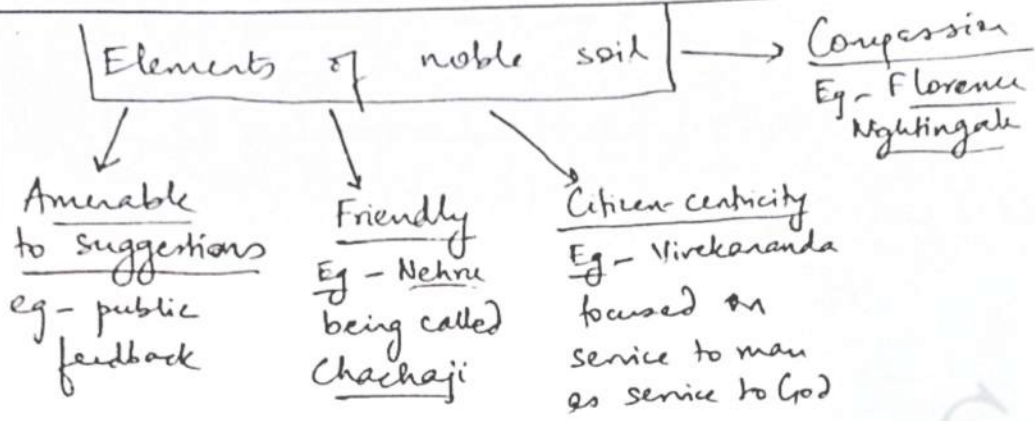 Elements of noble soil
Compassion
Eg - Florence
Nightingale
Amenable
to suggestions
eg - public
feedback
Friendly
Eg - Nehru
being called
Chachaji
Citizen-centricity
Eg - Vivekananda
focused on
service to man
as service to God